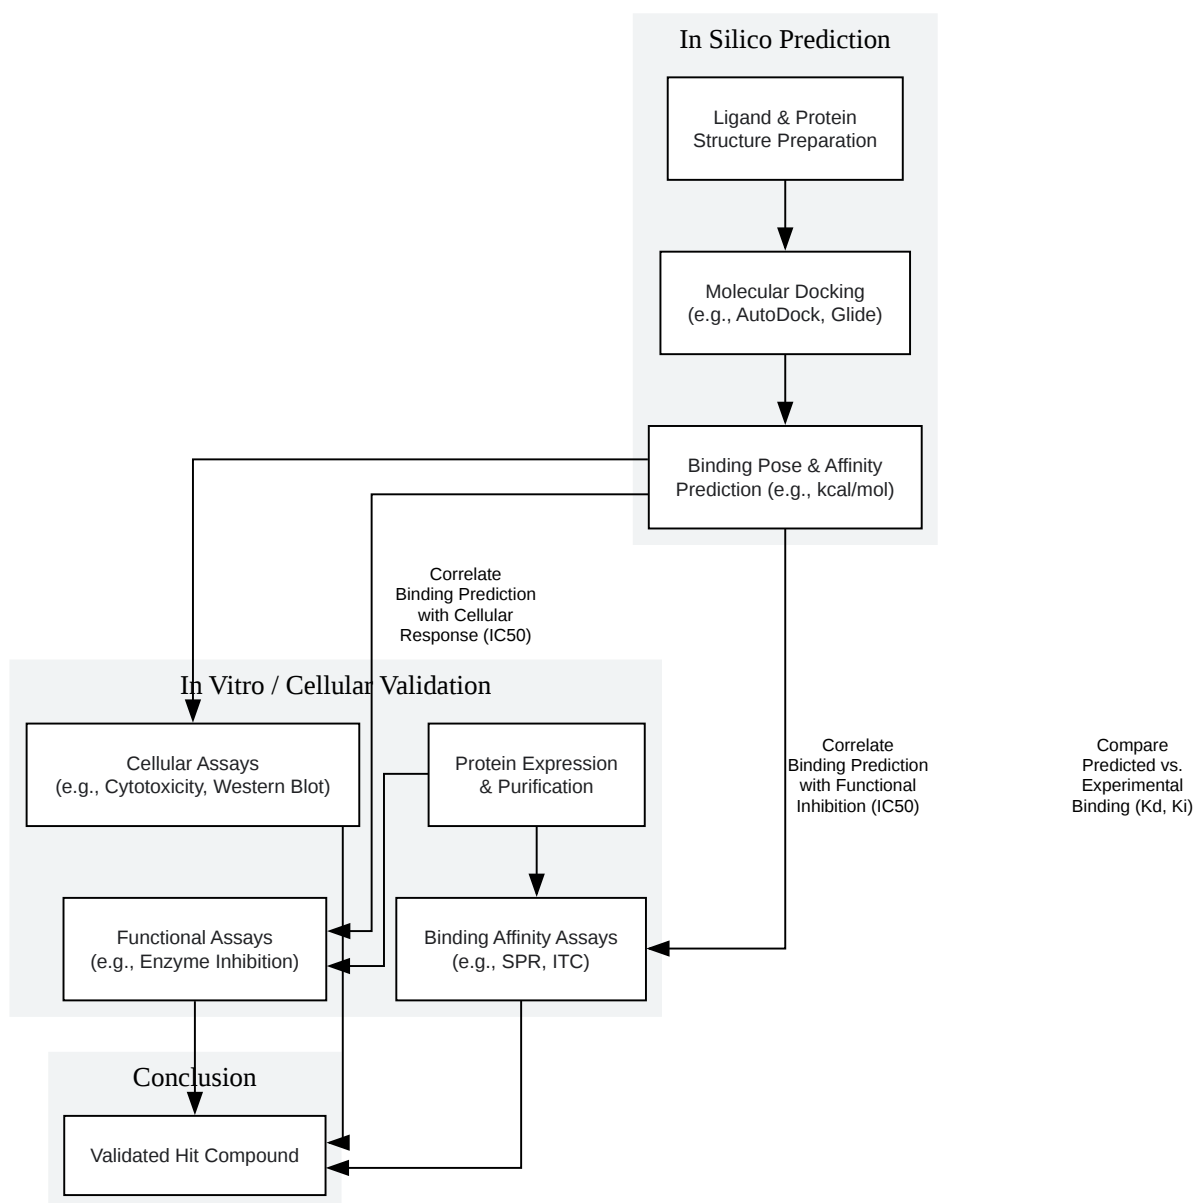 In Silico Prediction
Ligand & Protein
Structure Preparation
Molecular Docking
(e.g., AutoDock, Glide)
Binding Pose & Affinity
Prediction (e.g., kcal/mol)
Correlate
Binding Prediction
with Cellular
Response (IC50)
In Vitro / Cellular Validation
Cellular Assays
(e.g., Cytotoxicity, Western Blot)
Protein Expression
& Purification
Correlate
Binding Prediction
with Functional
Inhibition (IC50)
Compare
Predicted vs.
Experimental
Binding (Kd, Ki)
Functional Assays
(e.g., Enzyme Inhibition)
Binding Affinity Assays
(e.g., SPR, ITC)
Conclusion
Validated Hit Compound